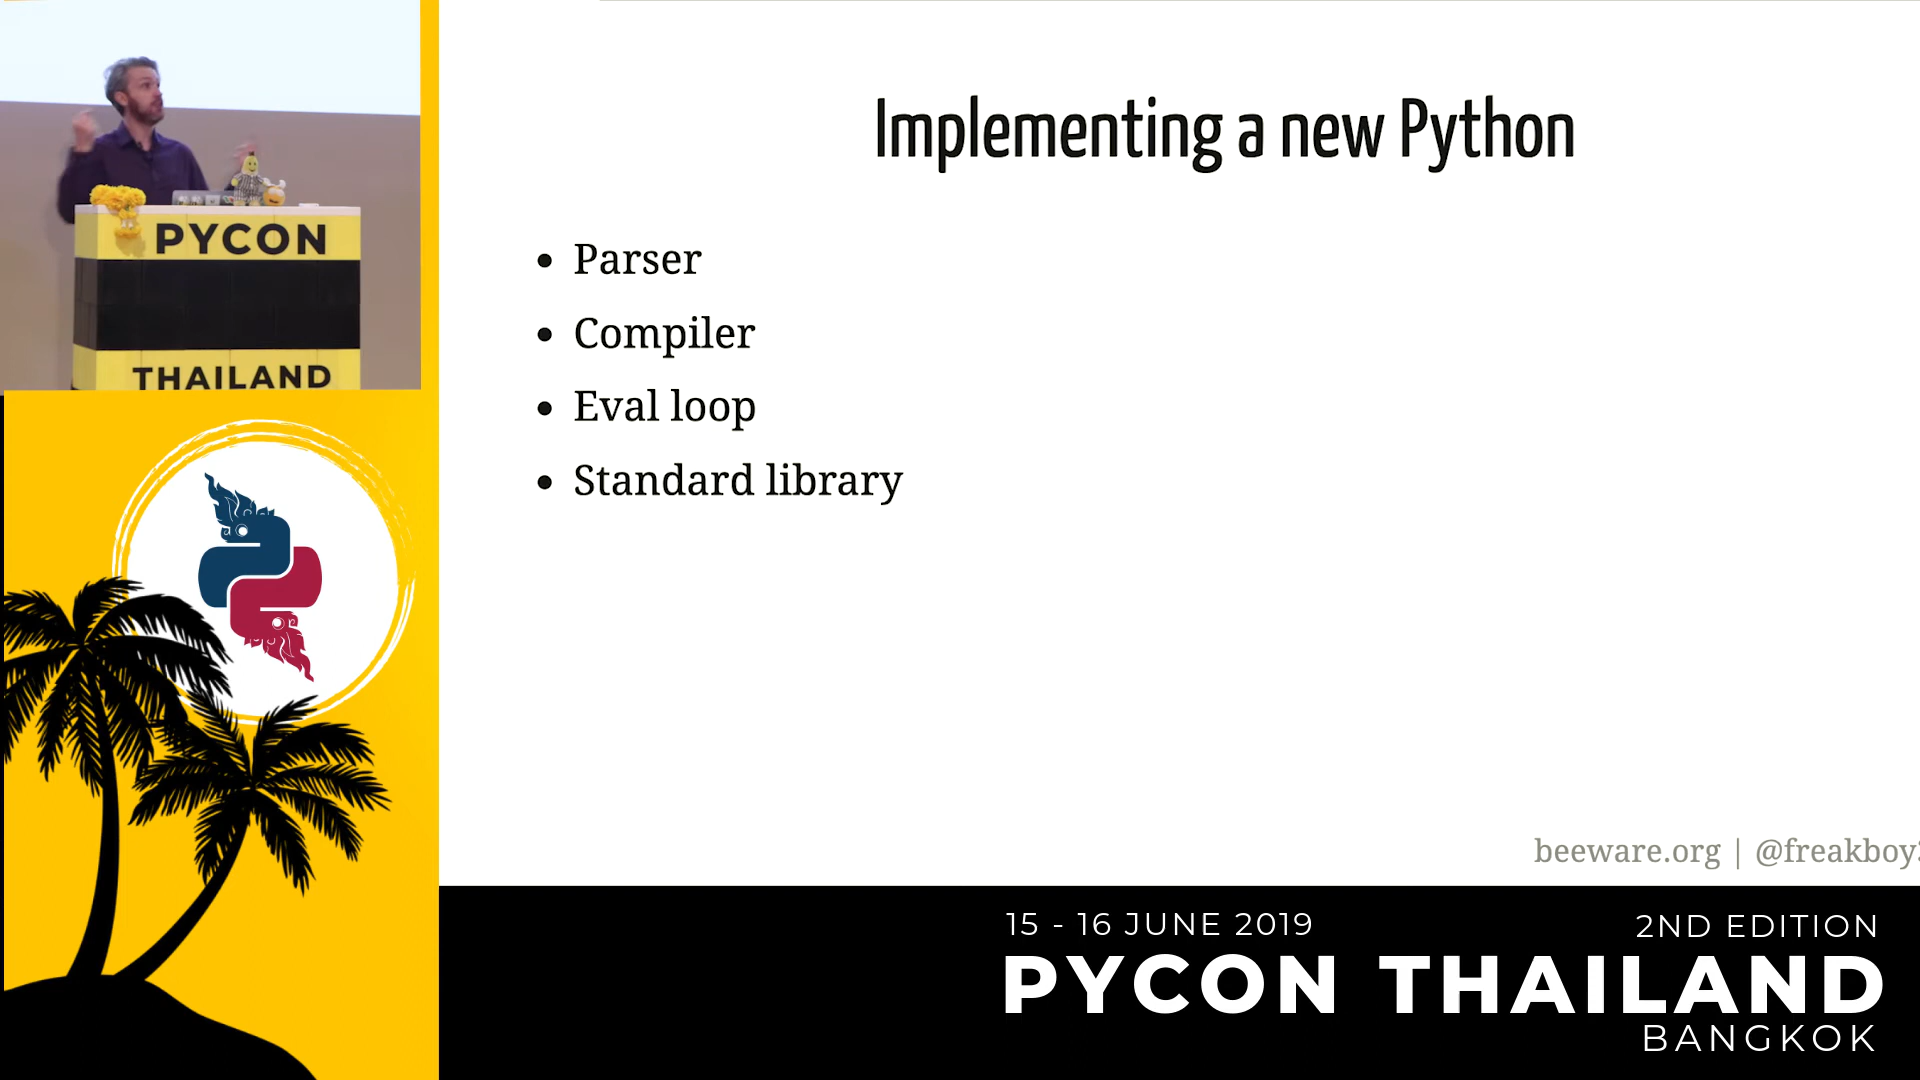 PYCON
THAILAND
Implementing a new Python
• Parser
• Compiler
• Eval loop
• Standard library
beeware.org | @freakboy3
15 - 16 JUNE 2019
2ND EDITION
PYCON THAILAND
BANGKOK